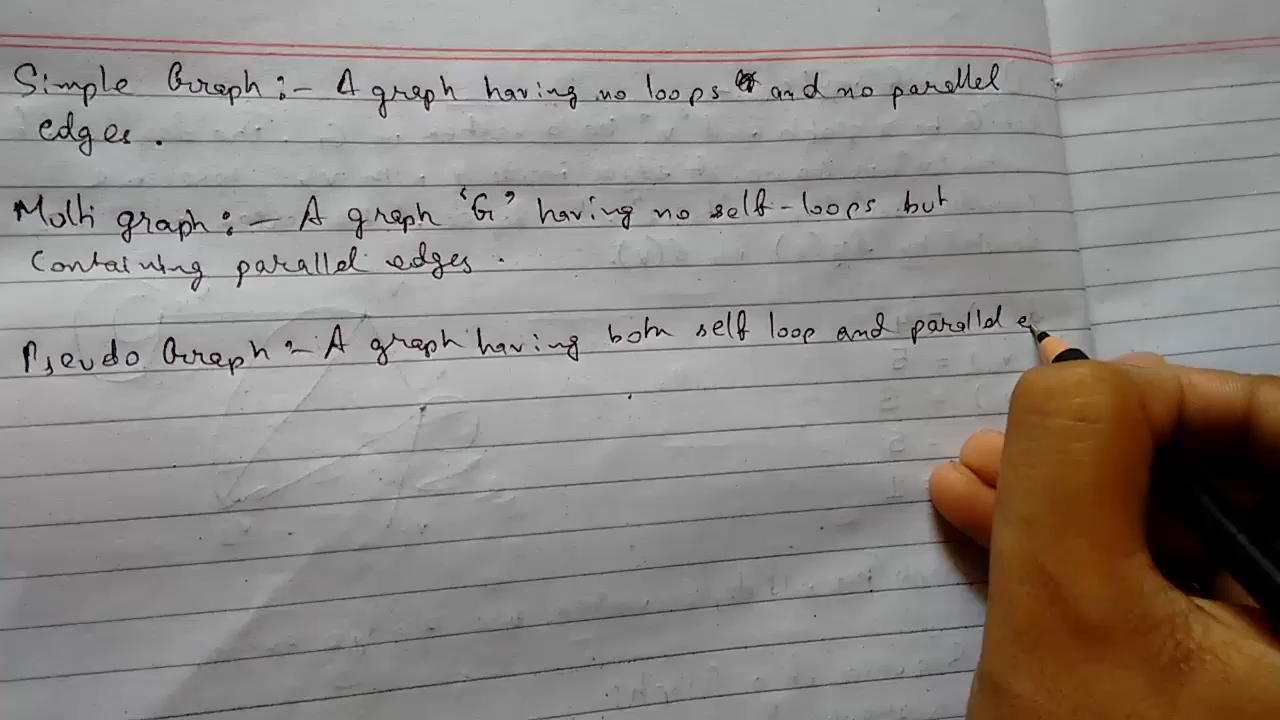 Simple Graph :- A graph having no loops and no parallel
edges .
Multi graph :- A graph 'G' having no self-loops but
Containing parallel edges .
Pseudo Graph :- A graph having both self loop and parallel e